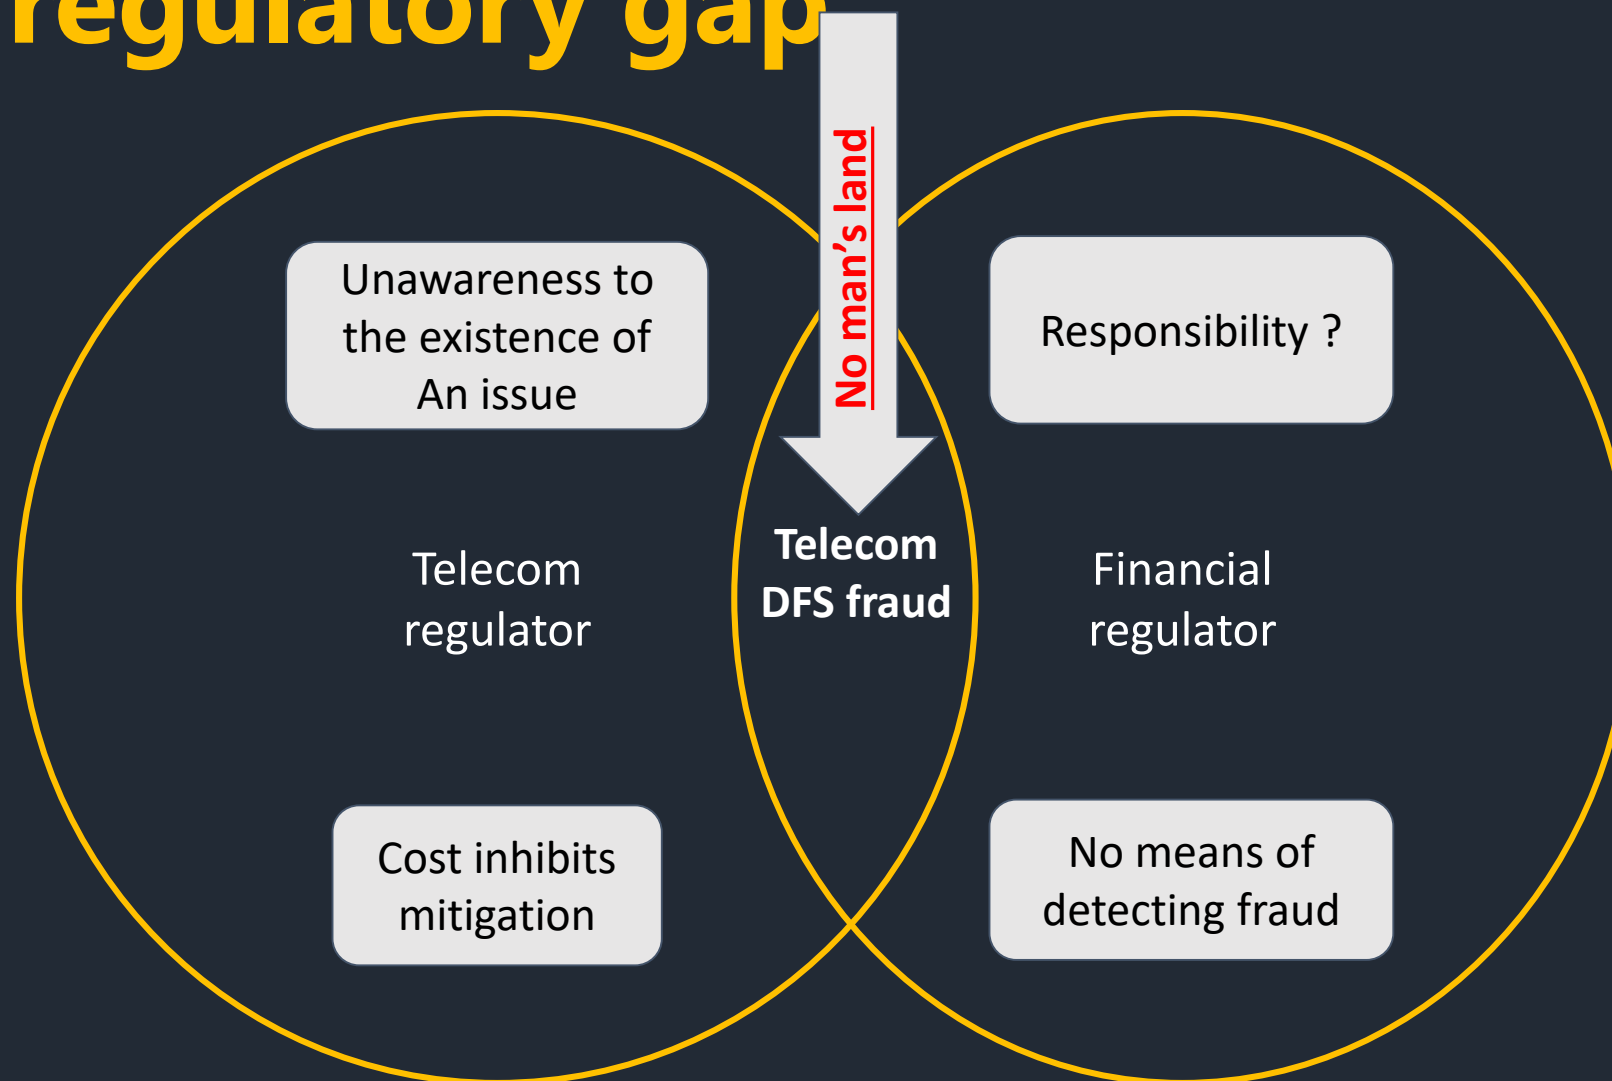 regulatory gap
No man's land
Unawareness to
the existence of
An issue
Responsibility ?
Telecom
regulator
Telecom
DFS fraud
Financial
regulator
Cost inhibits
mitigation
No means of
detecting fraud